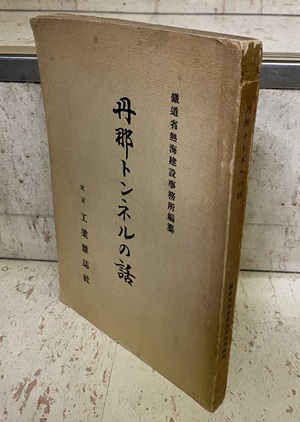 鐵道省熱海建設事務所編纂
丹那トンネルの話
東京 工業雑誌社
丹那トンネルの話